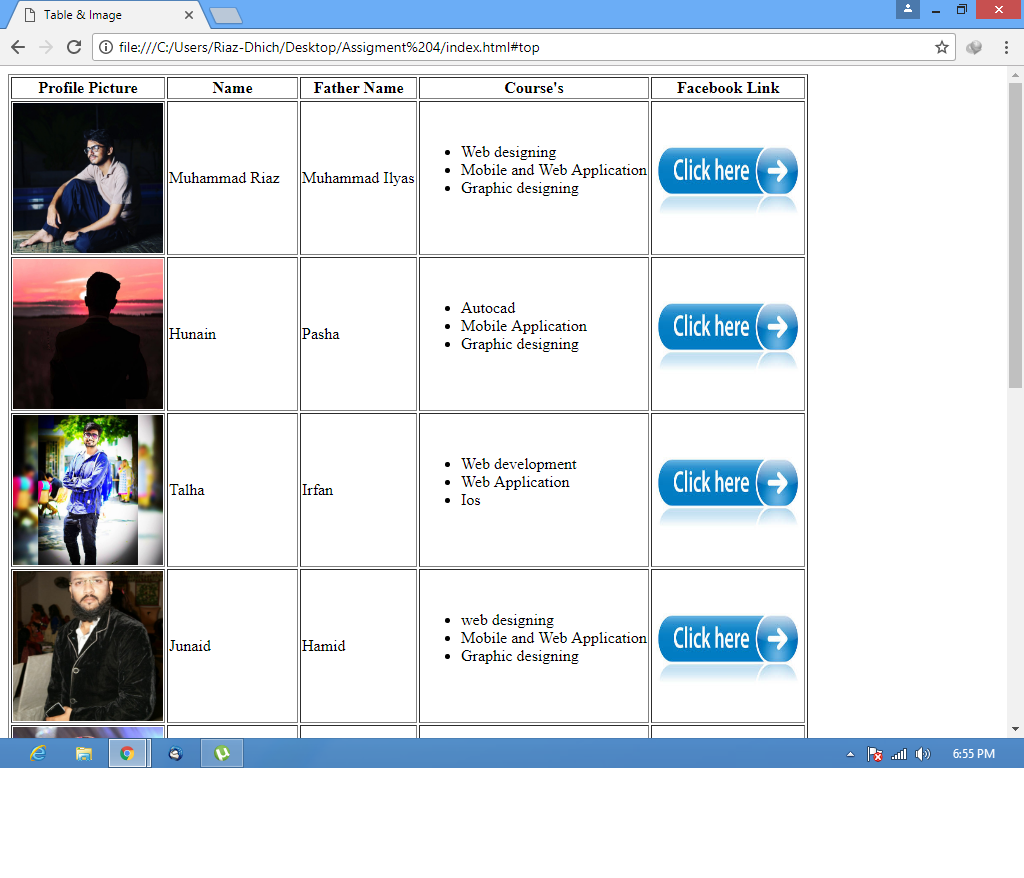 Table & Image
file:///C:/Users/Riaz-Dhich/Desktop/Assigment%204/index.html#top
Profile Picture Name Father Name Course's Facebook Link
Muhammad Riaz Muhammad Ilyas
Web designing
Mobile and Web Application
Graphic designing
Click here
Hunain Pasha
Autocad
Mobile Application
Graphic designing
Click here
Talha Irfan
Web development
Web Application
Ios
Click here
Junaid Hamid
web designing
Mobile and Web Application
Graphic designing
Click here
6:55 PM